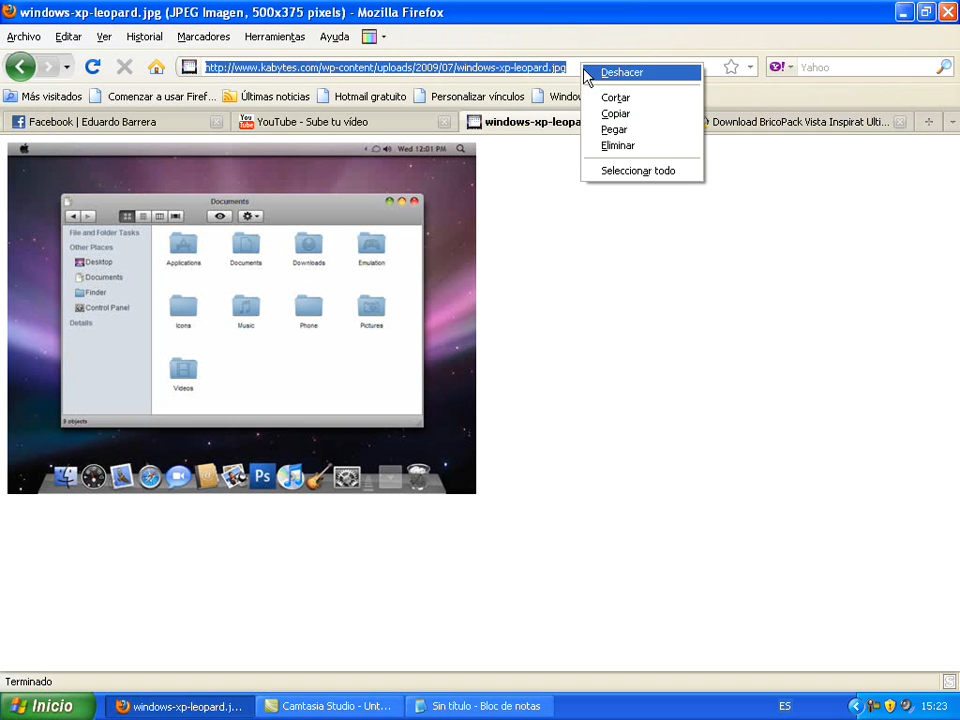 windows-xp-leopard.jpg (JPEG Imagen, 500x375 pixels) - Mozilla Firefox
Archivo Editar Ver Historial Marcadores Herramientas Ayuda
http://www.kabytes.com/wp-content/uploads/2009/07/windows-xp-leopard.jpg
Yahoo
Deshacer
Cortar
Copiar
Pegar
Eliminar
Seleccionar todo
Más visitados Comenzar a usar Firef... Últimas noticias Hotmail gratuito Personalizar vínculos Windo
Facebook | Eduardo Barrera YouTube - Sube tu vídeo windows-xp-leopa Download BricoPack Vista Inspirat Ulti...
Wed 12:01 PM
Documents
File and Folder Tasks
Other Places
Desktop
Documents
Finder
Control Panel
Details
Applications Documents Downloads Emulation
Icons Music Phone Pictures
Videos
9 objects
Ps
Terminado
Inicio windows-xp-leopard.j... Camtasia Studio - Unt... Sin título - Bloc de notas ES 15:23